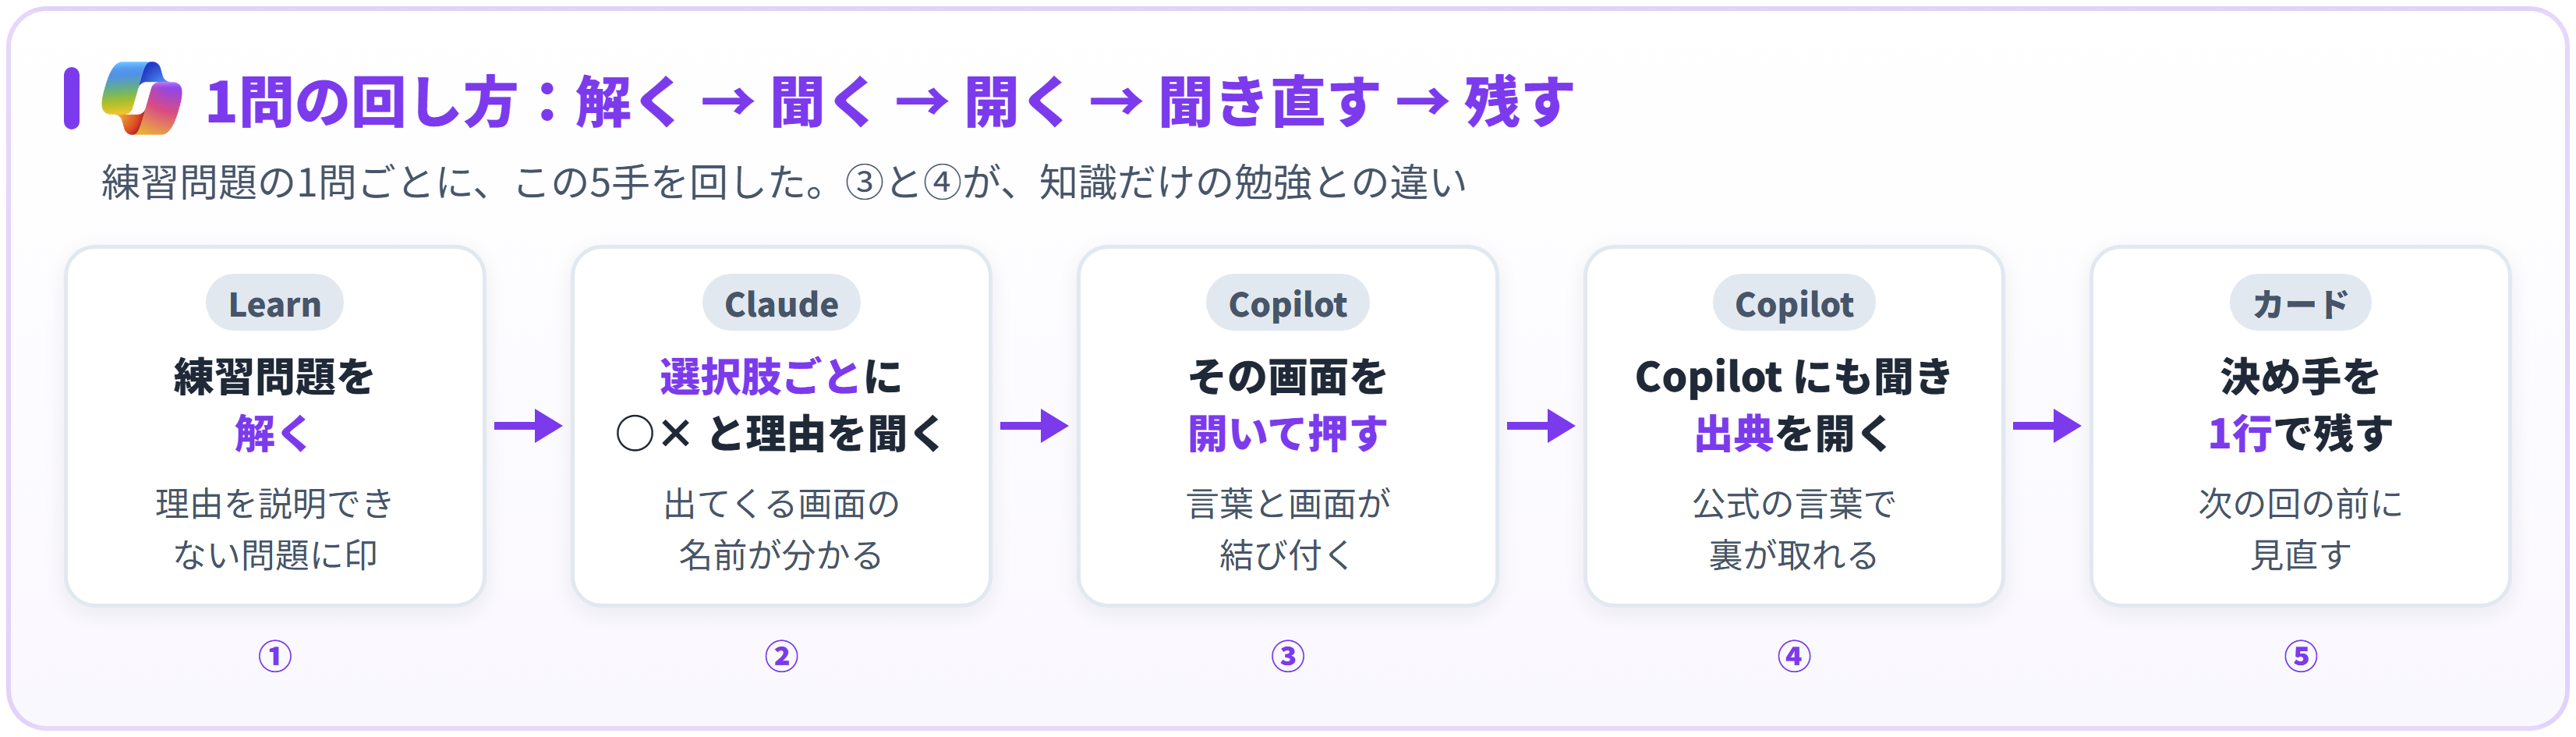 1問の回し方：解く → 聞く → 開く → 聞き直す → 残す
練習問題の1問ごとに、この5手を回した。③と④が、知識だけの勉強との違い
Learn
練習問題を
解く
理由を説明でき
ない問題に印
①
Claude
選択肢ごとに
○× と理由を聞く
出てくる画面の
名前が分かる
②
Copilot
その画面を
開いて押す
言葉と画面が
結び付く
③
Copilot
Copilot にも聞き
出典を開く
公式の言葉で
裏が取れる
④
カード
決め手を
1行で残す
次の回の前に
見直す
⑤